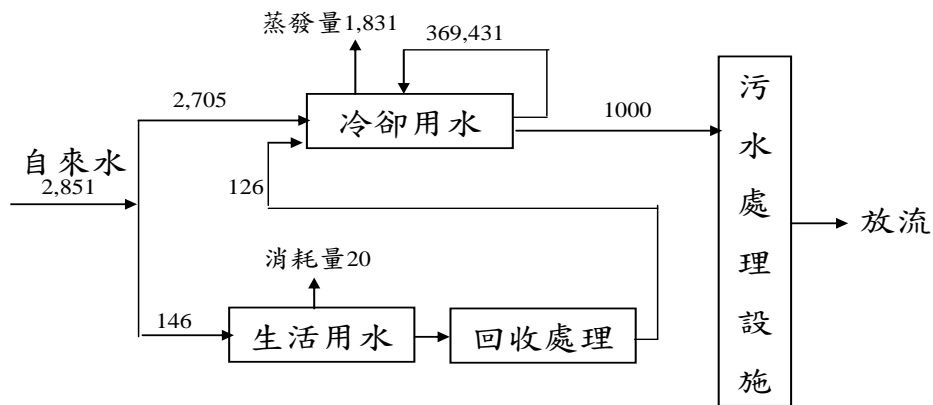 蒸發量1,831
369,431
2,705
冷卻用水
1000
自來水
2,851
126
消耗量20
146
生活用水
回收處理
污水處理設施
放流